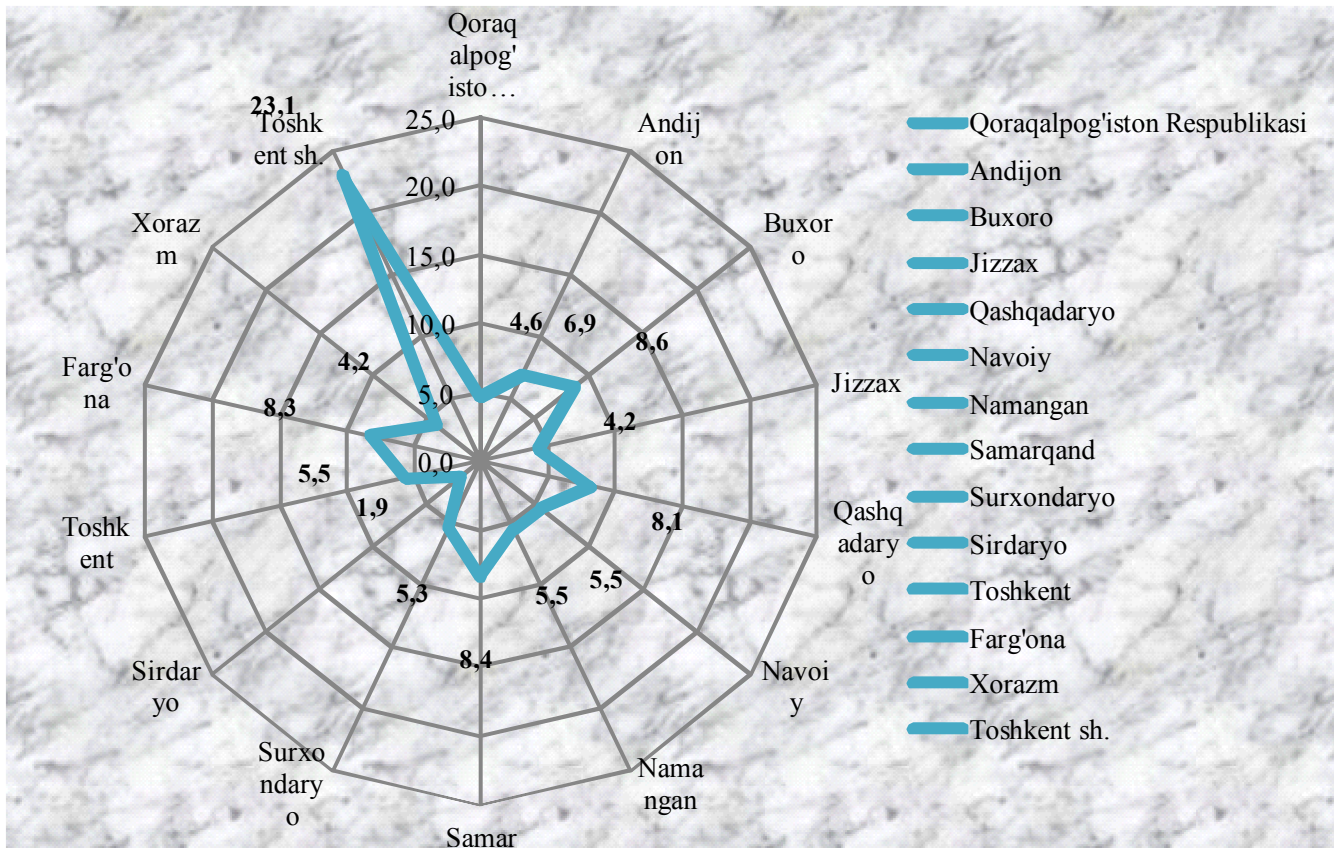 Qoraq
alpog'
isto…
23,1
Toshk
ent sh.
25,0
Andij
on
20,0
Xoraz
m
Buxor
o
15,0
10,0
4,6
6,9
8,6
4,2
Farg'o
na
8,3
5,0
4,2
Jizzax
0,0
5,5
1,9
8,1
Toshk
ent
Qashq
adary
o
5,3
5,5
5,5
8,4
Sirdar
yo
Navoi
y
Surxo
ndary
o
Nama
ngan
Samar
Qoraqalpog'iston Respublikasi
Andijon
Buxoro
Jizzax
Qashqadaryo
Navoiy
Namangan
Samarqand
Surxondaryo
Sirdaryo
Toshkent
Farg'ona
Xorazm
Toshkent sh.